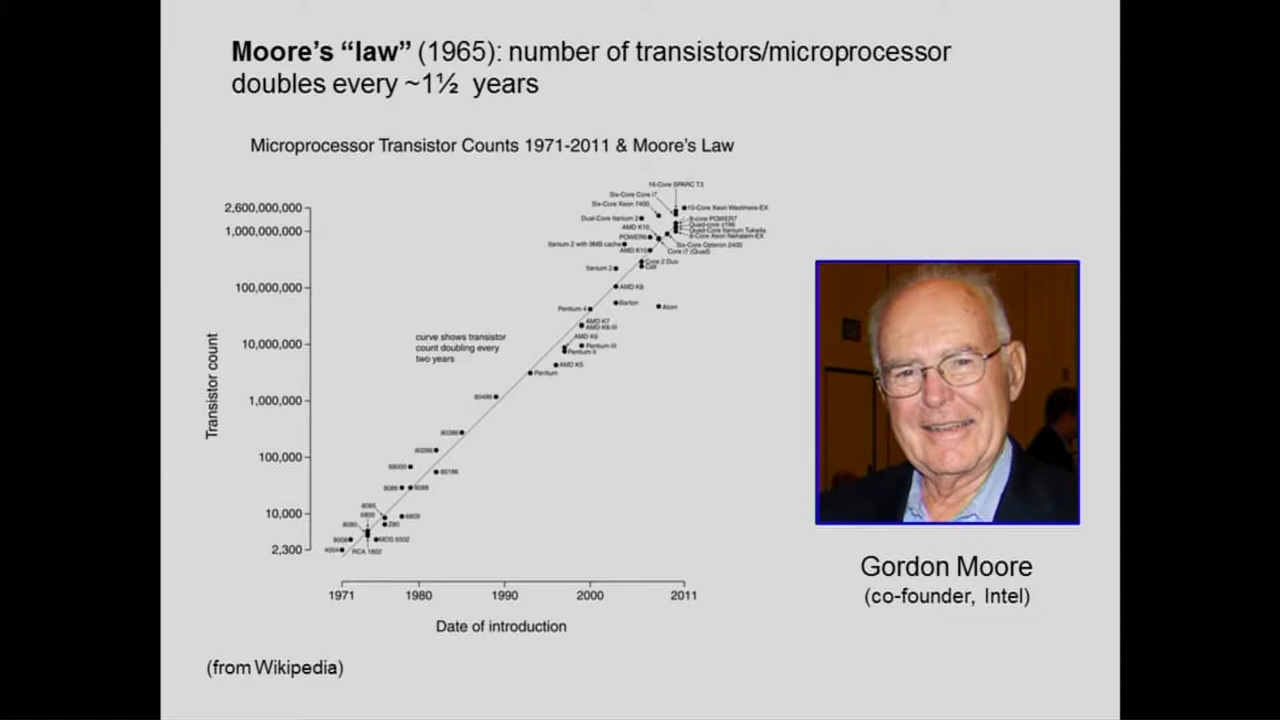 Moore's “law” (1965): number of transistors/microprocessor
doubles every ~1½ years
Microprocessor Transistor Counts 1971-2011 & Moore's Law
16-Core SPARC T3
Six-Core Core i7
Six-Core Xeon 7400
10-Core Xeon Westmere-EX
Dual-Core Itanium 2
8-core POWER7
Quad-core z196
AMD K10
Quad-Core Itanium Tukwila
8-Core Xeon Nehalem-EX
POWER6
Itanium 2 with 9MB cache
Six-Core Opteron 2400
AMD K10
Core i7 (Quad)
Core 2 Duo
Itanium 2
Cell
AMD K8
Barton
Atom
Pentium 4
AMD K7
AMD K6-III
AMD K6
Pentium III
Pentium II
AMD K5
Pentium
80486
80386
80286
68000
80186
8086
8088
8085
6800
6809
8080
Z80
8008
MOS 6502
4004
RCA 1802
2,600,000,000
1,000,000,000
100,000,000
10,000,000
1,000,000
100,000
10,000
2,300
curve shows transistor
count doubling every
two years
Transistor count
1971
1980
1990
2000
2011
Date of introduction
Gordon Moore
(co-founder, Intel)
(from Wikipedia)